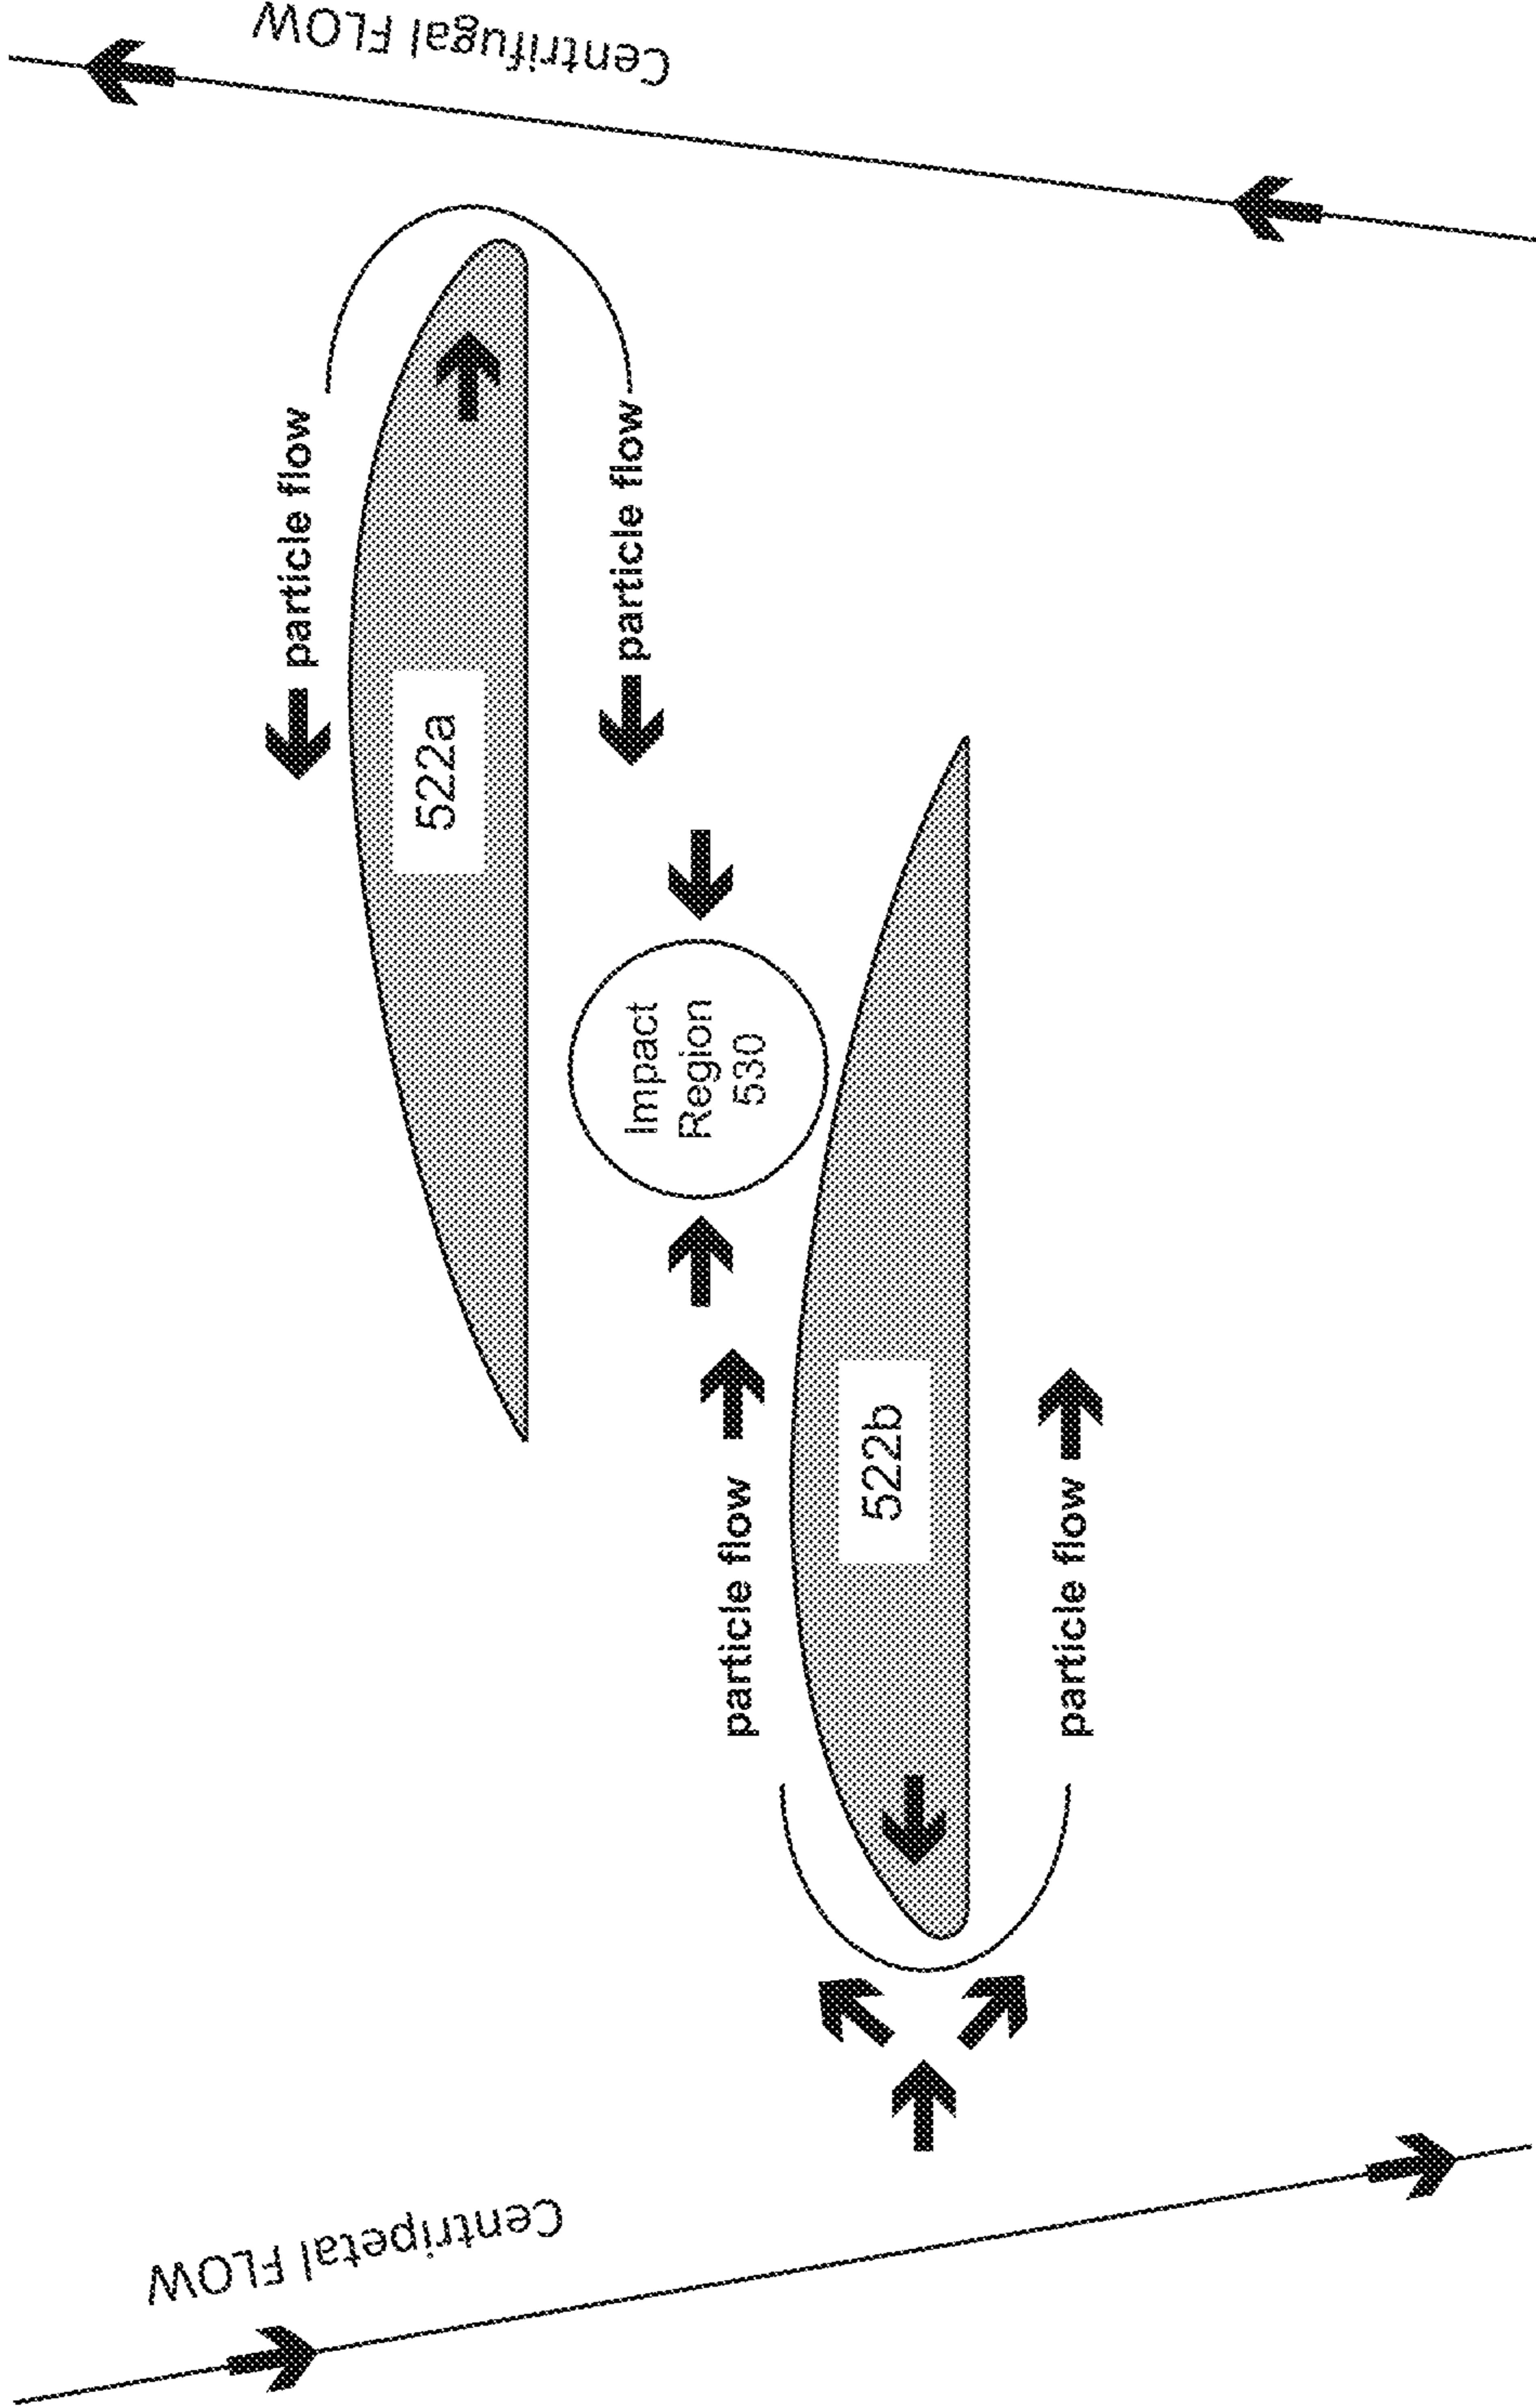 Centrifugal FLOW
particle flow
522a
particle flow
Impact
Region
530
particle flow
522b
particle flow
Centripetal FLOW